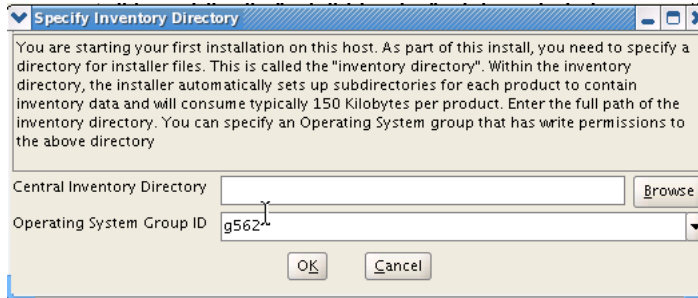 Specify Inventory Directory
You are starting your first installation on this host. As part of this install, you need to specify a
directory for installer files. This is called the "inventory directory". Within the inventory
directory, the installer automatically sets up subdirectories for each product to contain
inventory data and will consume typically 150 Kilobytes per product. Enter the full path of the
inventory directory. You can specify an Operating System group that has write permissions to
the above directory
Central Inventory Directory
Browse
Operating System Group ID g562
OK Cancel